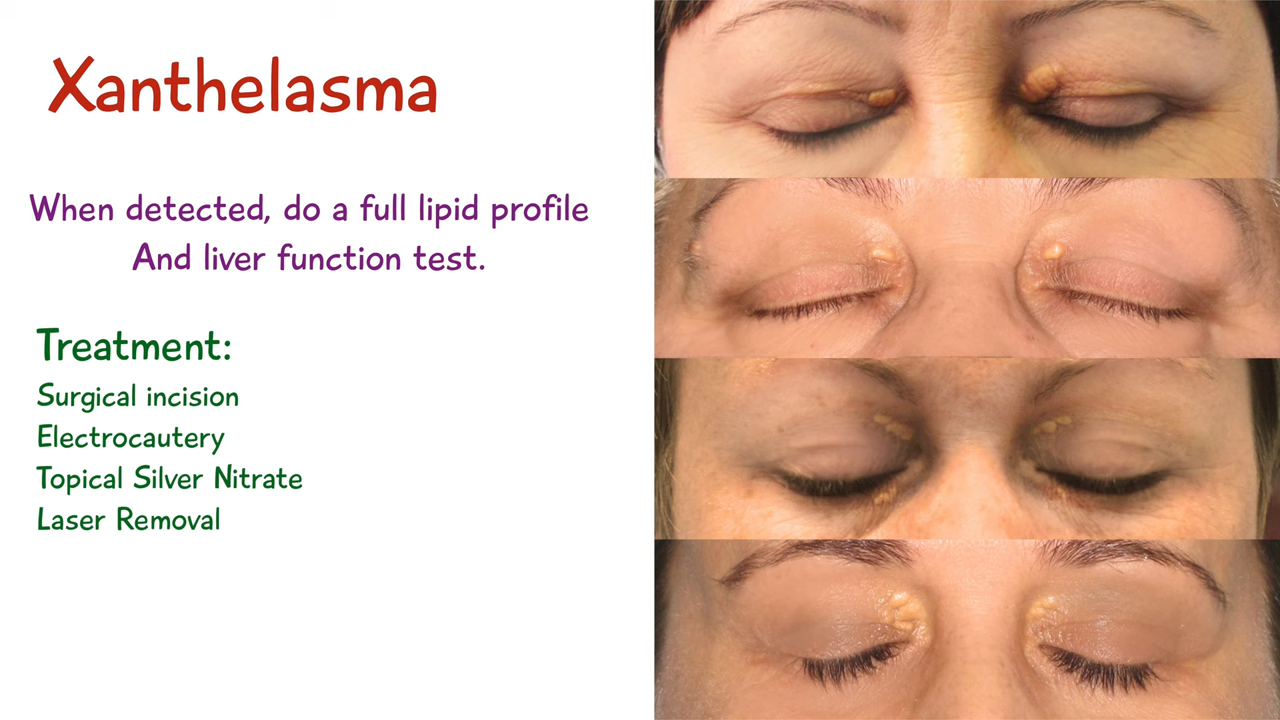 Xanthelasma
When detected, do a full lipid profile
And liver function test.
Treatment:
Surgical incision
Electrocautery
Topical Silver Nitrate
Laser Removal